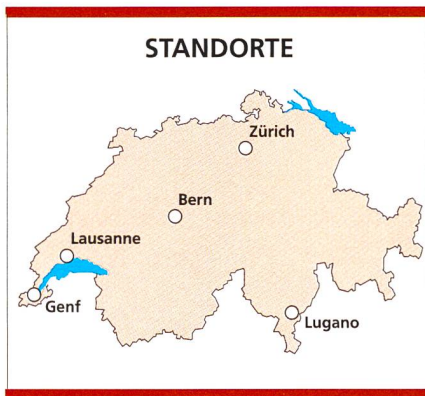 STANDORTE
Zürich
Bern
Lausanne
Genf
Lugano